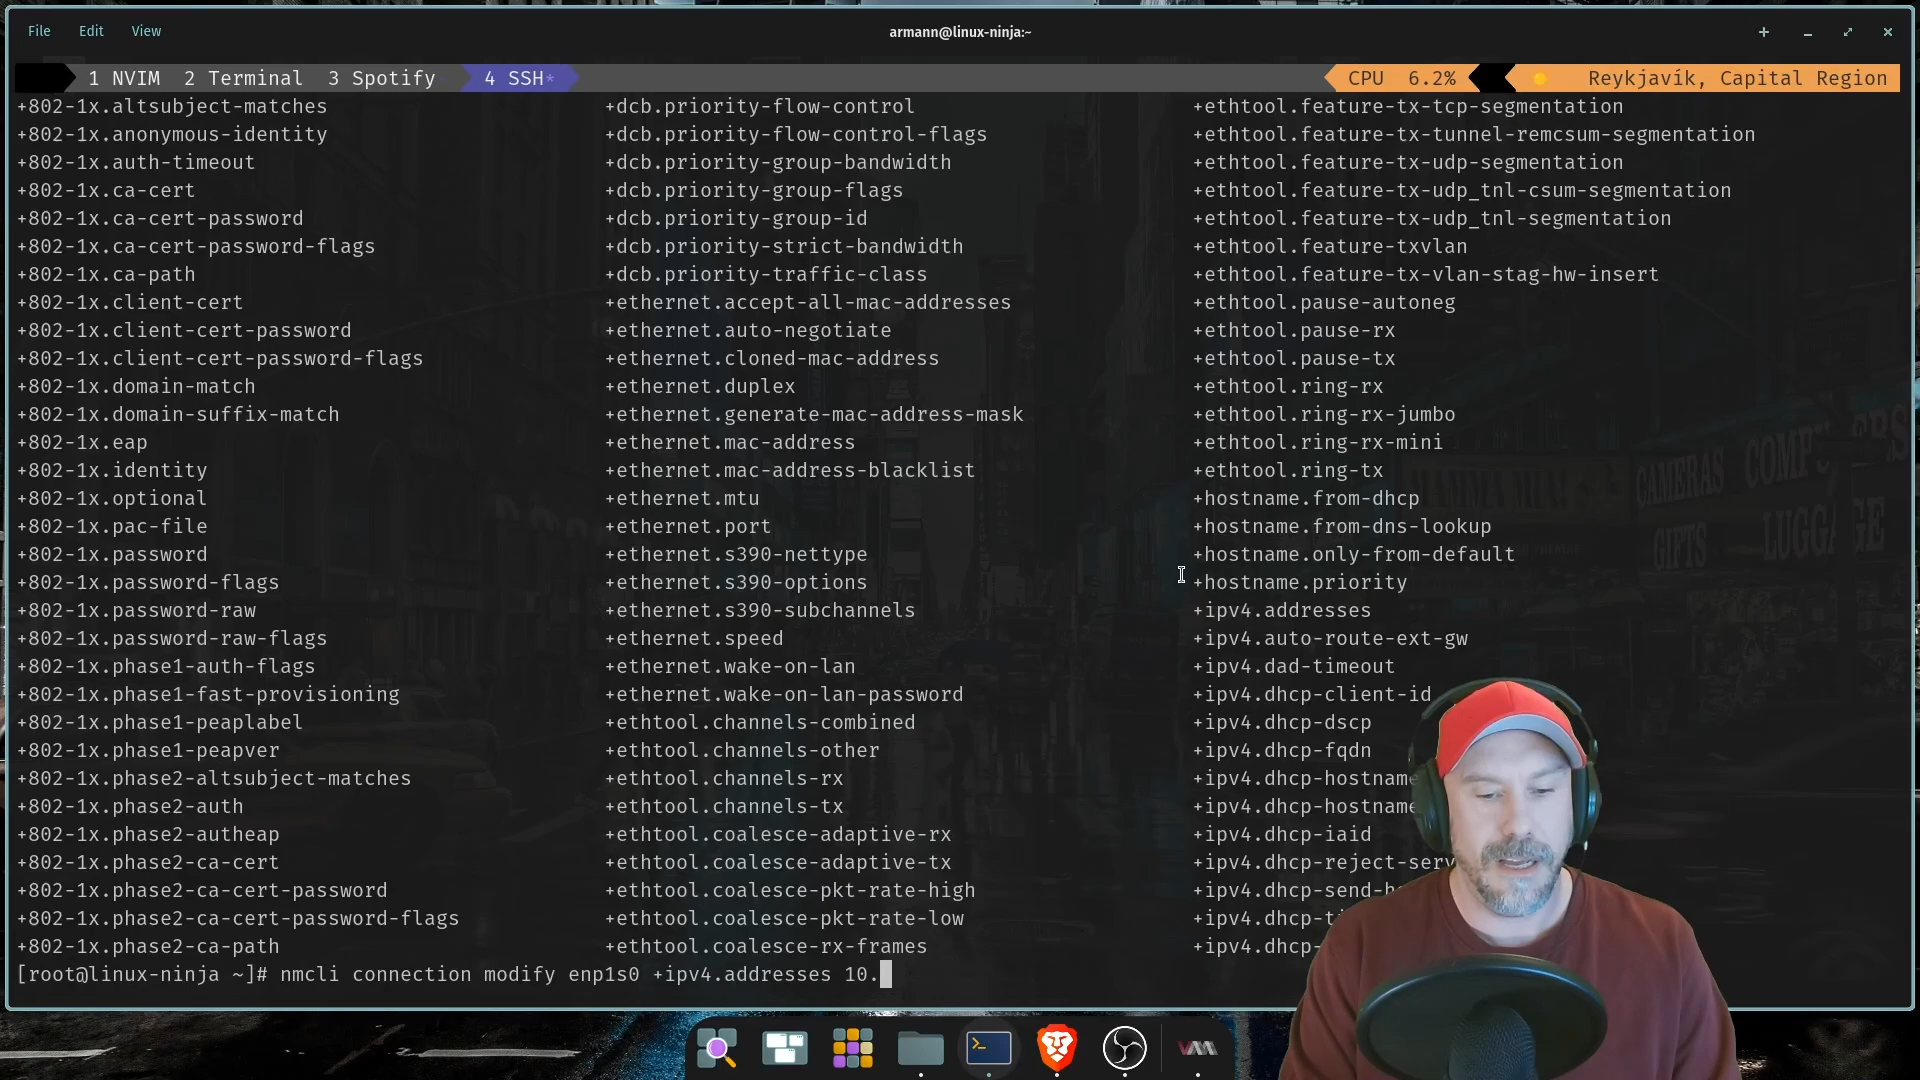 File Edit View armann@linux-ninja:~
1 NVIM 2 Terminal 3 Spotify 4 SSH* CPU 6.2% Reykjavík, Capital Region
+802-1x.altsubject-matches +dcb.priority-flow-control +ethtool.feature-tx-tcp-segmentation
+802-1x.anonymous-identity +dcb.priority-flow-control-flags +ethtool.feature-tx-tunnel-remcsum-segmentation
+802-1x.auth-timeout +dcb.priority-group-bandwidth +ethtool.feature-tx-udp-segmentation
+802-1x.ca-cert +dcb.priority-group-flags +ethtool.feature-tx-udp_tnl-csum-segmentation
+802-1x.ca-cert-password +dcb.priority-group-id +ethtool.feature-tx-udp_tnl-segmentation
+802-1x.ca-cert-password-flags +dcb.priority-strict-bandwidth +ethtool.feature-txvlan
+802-1x.ca-path +dcb.priority-traffic-class +ethtool.feature-tx-vlan-stag-hw-insert
+802-1x.client-cert +ethernet.accept-all-mac-addresses +ethtool.pause-autoneg
+802-1x.client-cert-password +ethernet.auto-negotiate +ethtool.pause-rx
+802-1x.client-cert-password-flags +ethernet.cloned-mac-address +ethtool.pause-tx
+802-1x.domain-match +ethernet.duplex +ethtool.ring-rx
+802-1x.domain-suffix-match +ethernet.generate-mac-address-mask +ethtool.ring-rx-jumbo
+802-1x.eap +ethernet.mac-address +ethtool.ring-rx-mini
+802-1x.identity +ethernet.mac-address-blacklist +ethtool.ring-tx
+802-1x.optional +ethernet.mtu +hostname.from-dhcp
+802-1x.pac-file +ethernet.port +hostname.from-dns-lookup
+802-1x.password +ethernet.s390-nettype +hostname.only-from-default
+802-1x.password-flags +ethernet.s390-options +hostname.priority
+802-1x.password-raw +ethernet.s390-subchannels +ipv4.addresses
+802-1x.password-raw-flags +ethernet.speed +ipv4.auto-route-ext-gw
+802-1x.phase1-auth-flags +ethernet.wake-on-lan +ipv4.dad-timeout
+802-1x.phase1-fast-provisioning +ethernet.wake-on-lan-password +ipv4.dhcp-client-id
+802-1x.phase1-peaplabel +ethtool.channels-combined +ipv4.dhcp-dscp
+802-1x.phase1-peapver +ethtool.channels-other +ipv4.dhcp-fqdn
+802-1x.phase2-altsubject-matches +ethtool.channels-rx +ipv4.dhcp-hostname
+802-1x.phase2-auth +ethtool.channels-tx +ipv4.dhcp-hostname
+802-1x.phase2-autheap +ethtool.coalesce-adaptive-rx +ipv4.dhcp-iaid
+802-1x.phase2-ca-cert +ethtool.coalesce-adaptive-tx +ipv4.dhcp-reject-serv
+802-1x.phase2-ca-cert-password +ethtool.coalesce-pkt-rate-high +ipv4.dhcp-send-h
+802-1x.phase2-ca-cert-password-flags +ethtool.coalesce-pkt-rate-low +ipv4.dhcp-t
+802-1x.phase2-ca-path +ethtool.coalesce-rx-frames +ipv4.dhcp-
[root@linux-ninja ~]# nmcli connection modify enp1s0 +ipv4.addresses 10.